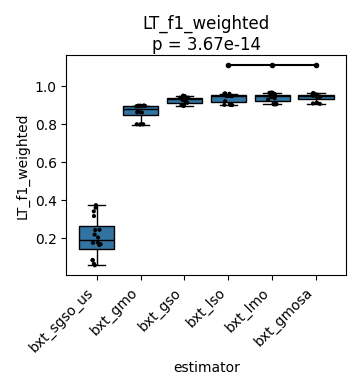 LT_f1_weighted
p = 3.67e-14
LT_f1_weighted
1.0
0.8
0.6
0.4
0.2
bxt_sgso_us
bxt_gmo
bxt_gso
bxt_lso
bxt_lmo
bxt_gmosa
estimator